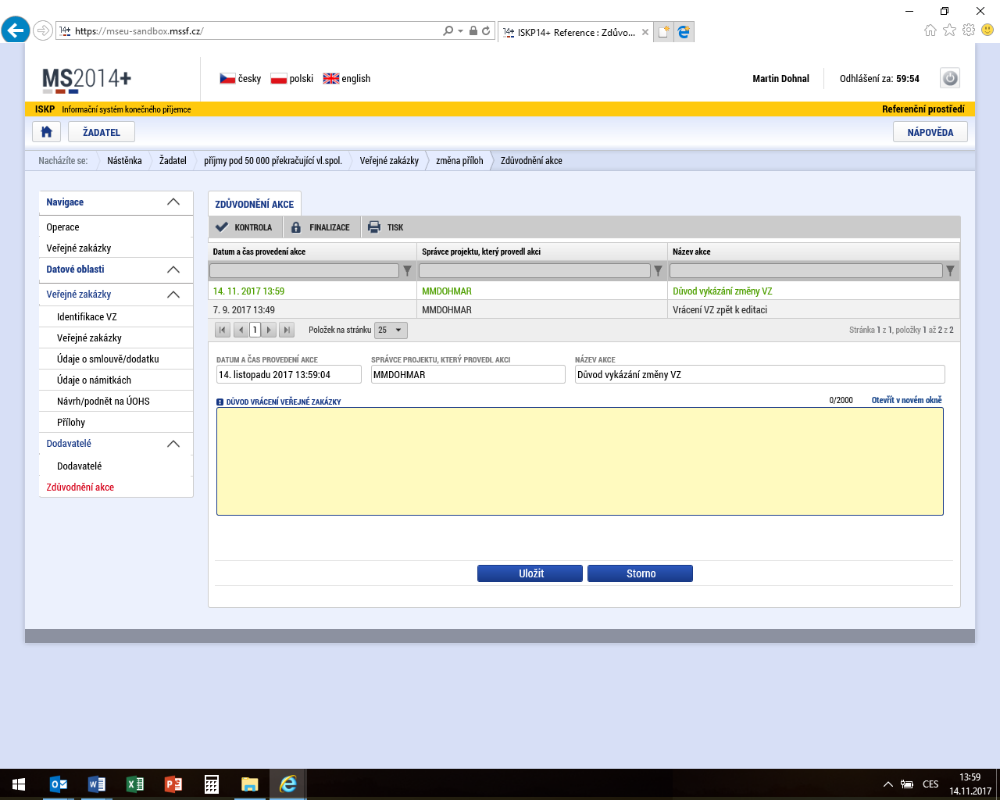 https://mseu-sandbox.mssf.cz/
14+ ISKP14+ Reference : Zdůvo...
MS2014+
česky polski english
Martin Dohnal Odhlášení za: 59:54
ISKP Informační systém konečného příjemce Referenční prostředí
ŽADATEL NÁPOVĚDA
Nacházíte se: Nástěnka Žadatel příjmy pod 50 000 překračující vl.spol. Veřejné zakázky změna příloh Zdůvodnění akce
Navigace
Operace
Veřejné zakázky
Datové oblasti
Veřejné zakázky
Identifikace VZ
Veřejné zakázky
Údaje o smlouvě/dodatku
Údaje o námitkách
Návrh/podnět na ÚOHS
Přílohy
Dodavatelé
Dodavatelé
Zdůvodnění akce
ZDŮVODNĚNÍ AKCE
KONTROLA FINALIZACE TISK
Datum a čas provedení akce Správce projektu, který provedl akci Název akce
14. 11. 2017 13:59 MMDOHMAR Důvod vykázání změny VZ
7. 9. 2017 13:49 MMDOHMAR Vrácení VZ zpět k editaci
1 Položek na stránku 25 Stránka 1 z 1, položky 1 až 2 z 2
DATUM A ČAS PROVEDENÍ AKCE SPRÁVCE PROJEKTU, KTERÝ PROVEDL AKCI NÁZEV AKCE
14. listopadu 2017 13:59:04 MMDOHMAR Důvod vykázání změny VZ
DŮVOD VRÁCENÍ VEŘEJNÉ ZAKÁZKY 0/2000 Otevřít v novém okně
Uložit Storno
CES
13:59
14.11.2017